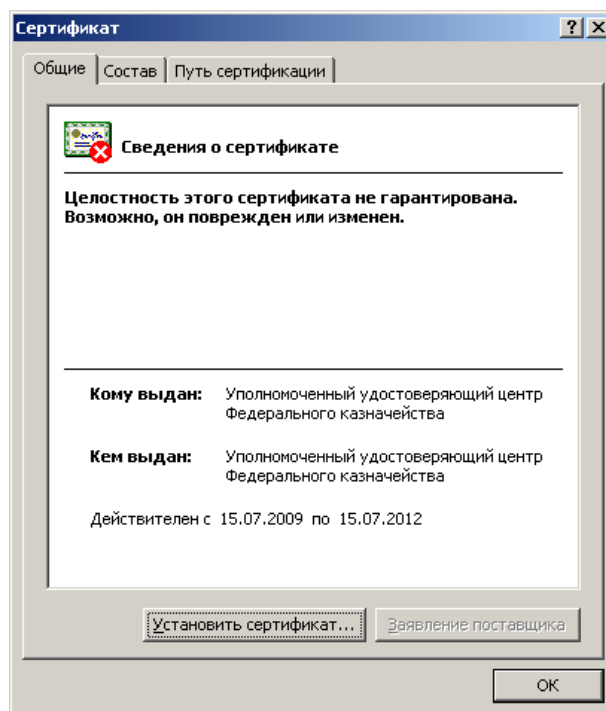 Сертификат
Общие Состав Путь сертификации
Сведения о сертификате
Целостность этого сертификата не гарантирована.
Возможно, он поврежден или изменен.
Кому выдан: Уполномоченный удостоверяющий центр
Федерального казначейства
Кем выдан: Уполномоченный удостоверяющий центр
Федерального казначейства
Действителен с 15.07.2009 по 15.07.2012
Установить сертификат... Заявление поставщика
ОК